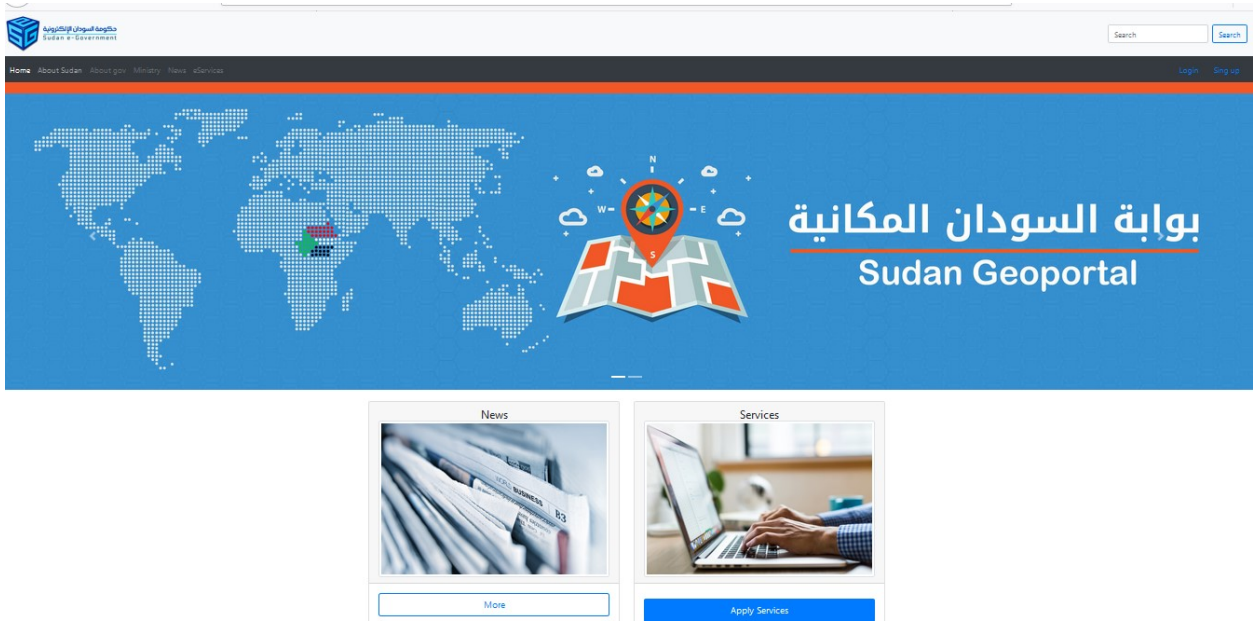 حكومة السودان الإلكترونية
Sudan e-Government
Search
Search
Home About Sudan About gov Ministry News eServices
Login Sing up
N
W E
S
بوابة السودان المكانية
Sudan Geoportal
News
Services
BUSINESS
B3
More
Apply Services